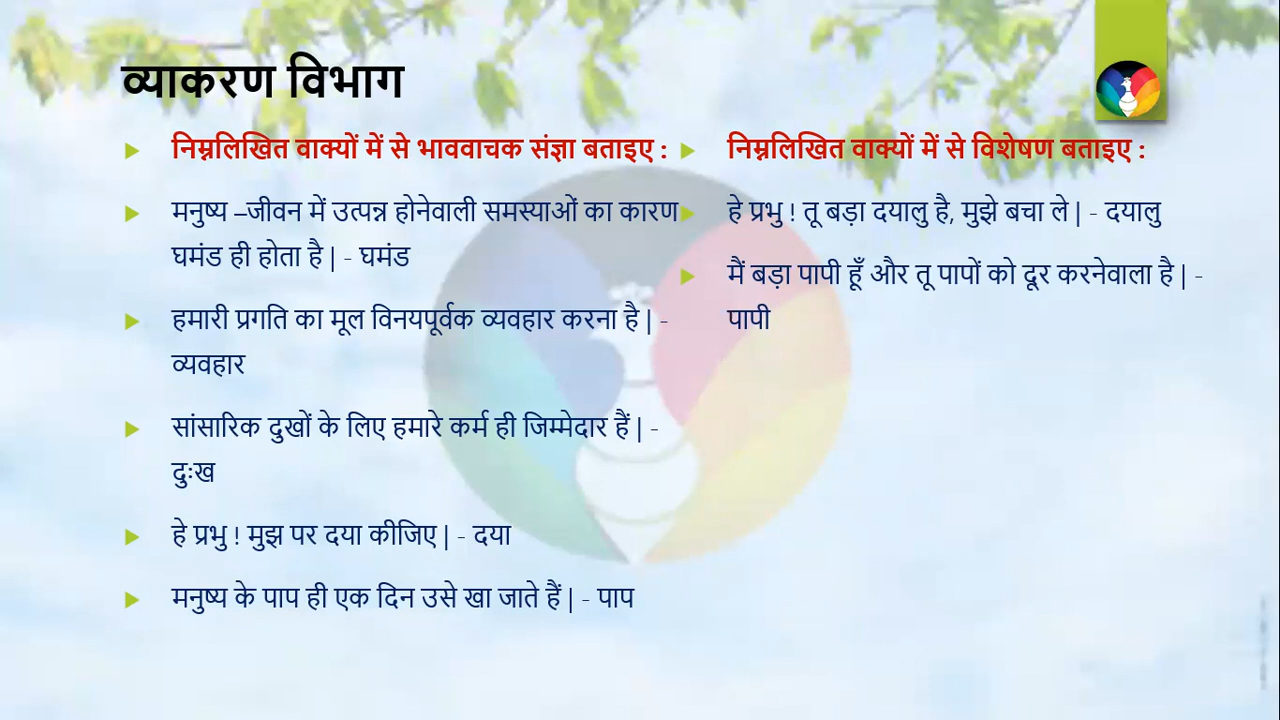 व्याकरण विभाग
निम्नलिखित वाक्यों में से भाववाचक संज्ञा बताइए :
मनुष्य –जीवन में उत्पन्न होनेवाली समस्याओं का कारण
घमंड ही होता है | - घमंड
हमारी प्रगति का मूल विनयपूर्वक व्यवहार करना है | -
व्यवहार
सांसारिक दुखों के लिए हमारे कर्म ही जिम्मेदार हैं | -
दुःख
हे प्रभु ! मुझ पर दया कीजिए | - दया
मनुष्य के पाप ही एक दिन उसे खा जाते हैं | - पाप
निम्नलिखित वाक्यों में से विशेषण बताइए :
हे प्रभु ! तू बड़ा दयालु है, मुझे बचा ले | - दयालु
मैं बड़ा पापी हूँ और तू पापों को दूर करनेवाला है | -
पापी